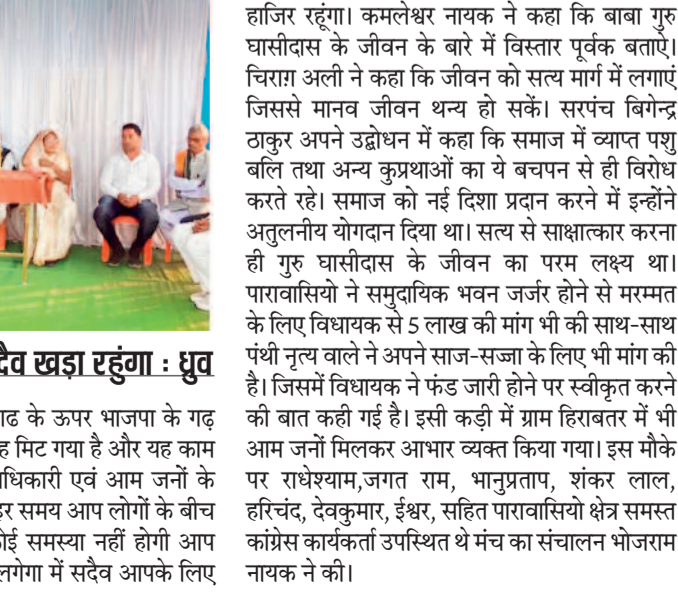 सदैव खड़ा रहुंगा : ध्रुव
के ऊपर भाजपा के गढ़
मिट गया है और यह काम
एवं आम जनों के
समय आप लोगों के बीच
समस्या नहीं होगी आप
में सदैव आपके लिए
हाजिर रहूंगा। कमलेश्वर नायक ने कहा कि बाबा गुरु
घासीदास के जीवन के बारे में विस्तार पूर्वक बताऐ।
चिराग़ अली ने कहा कि जीवन को सत्य मार्ग में लगाएं
जिससे मानव जीवन थन्य हो सकें। सरपंच बिगेन्द्र
ठाकुर अपने उद्बोधन में कहा कि समाज में व्याप्त पशु
बलि तथा अन्य कुप्रथाओं का ये बचपन से ही विरोध
करते रहे। समाज को नई दिशा प्रदान करने में इन्होंने
अतुलनीय योगदान दिया था। सत्य से साक्षात्कार करना
ही गुरु घासीदास के जीवन का परम लक्ष्य था।
पारावासियो ने समुदायिक भवन जर्जर होने से मरम्मत
के लिए विधायक से 5 लाख की मांग भी की साथ-साथ
पंथी नृत्य वाले ने अपने साज-सज्जा के लिए भी मांग की
है। जिसमें विधायक ने फंड जारी होने पर स्वीकृत करने
की बात कही गई है। इसी कड़ी में ग्राम हिराबतर में भी
आम जनों मिलकर आभार व्यक्त किया गया। इस मौके
पर राधेश्याम,जगत राम, भानुप्रताप, शंकर लाल,
हरिचंद, देवकुमार, ईश्वर, सहित पारावासियो क्षेत्र समस्त
कांग्रेस कार्यकर्ता उपस्थित थे मंच का संचालन भोजराम
नायक ने की।